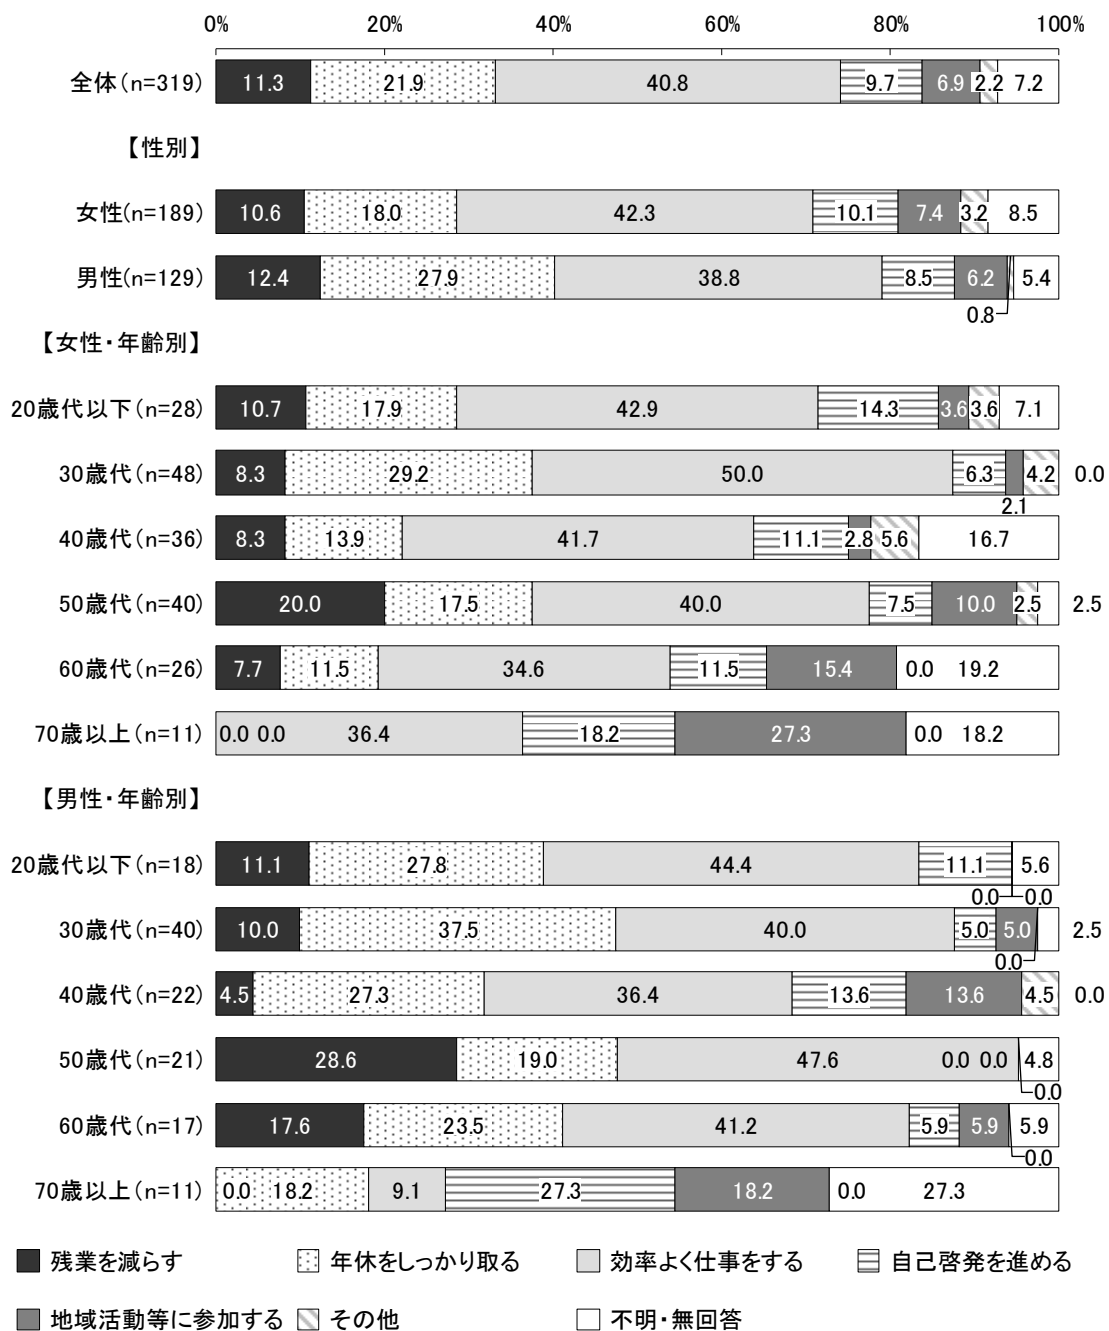 0% 20% 40% 60% 80% 100%
全体(n=319) 11.3 21.9 40.8 9.7 6.9 2.2 7.2
【性別】
女性(n=189) 10.6 18.0 42.3 10.1 7.4 3.2 8.5
男性(n=129) 12.4 27.9 38.8 8.5 6.2 5.4
0.8
【女性・年齢別】
20歳代以下(n=28) 10.7 17.9 42.9 14.3 3.6 3.6 7.1
30歳代(n=48) 8.3 29.2 50.0 6.3 4.2 0.0
2.1
40歳代(n=36) 8.3 13.9 41.7 11.1 2.8 5.6 16.7
50歳代(n=40) 20.0 17.5 40.0 7.5 10.0 2.5 2.5
60歳代(n=26) 7.7 11.5 34.6 11.5 15.4 0.0 19.2
70歳以上(n=11) 0.0 0.0 36.4 18.2 27.3 0.0 18.2
【男性・年齢別】
20歳代以下(n=18) 11.1 27.8 44.4 11.1 5.6
0.0 0.0
30歳代(n=40) 10.0 37.5 40.0 5.0 5.0 2.5
0.0
40歳代(n=22) 4.5 27.3 36.4 13.6 13.6 4.5 0.0
50歳代(n=21) 28.6 19.0 47.6 0.0 0.0 4.8
0.0
60歳代(n=17) 17.6 23.5 41.2 5.9 5.9 5.9
0.0
70歳以上(n=11) 0.0 18.2 9.1 27.3 18.2 0.0 27.3
残業を減らす 年休をしっかり取る 効率よく仕事をする 自己啓発を進める
地域活動等に参加する その他 不明・無回答